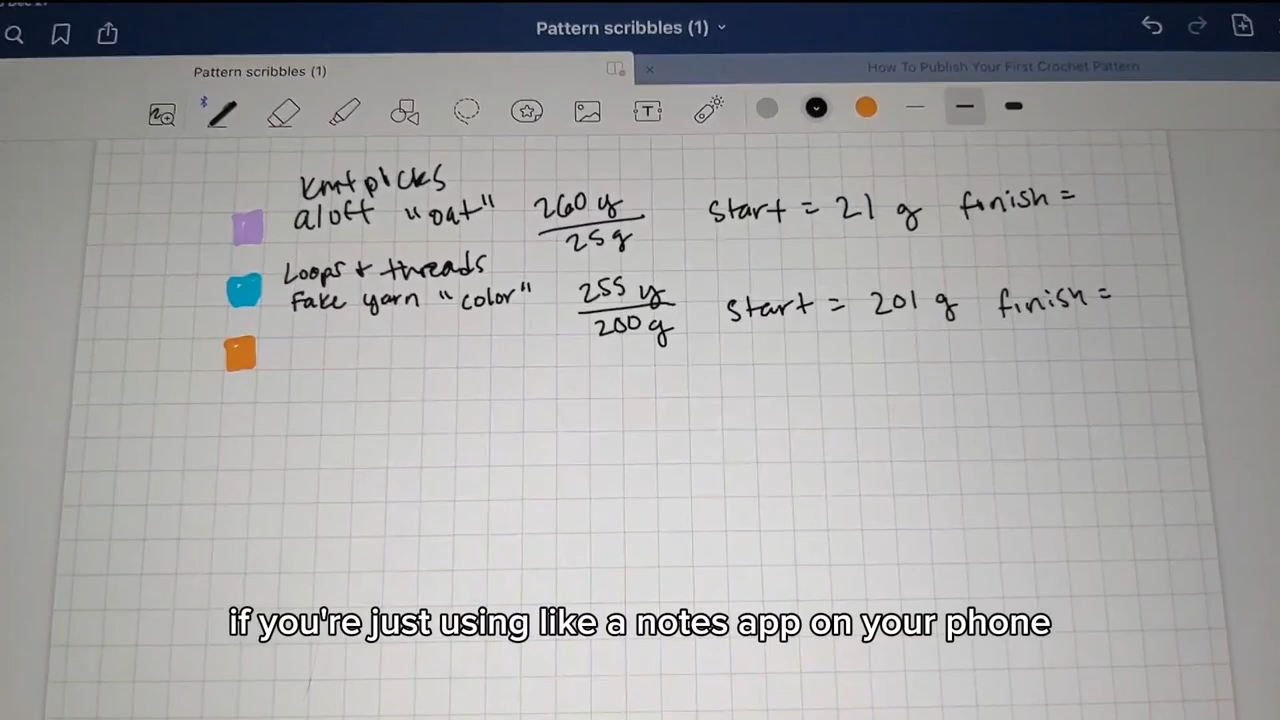 Pattern scribbles (1)
Pattern scribbles (1)
How To Publish Your First Crochet Pattern
T
knit picks
aloft "oat" 260 y / 25 g start = 21 g finish =
Loops + threads
fake yarn "color" 255 y / 200 g start = 201 g finish =
if you're just using like a notes app on your phone